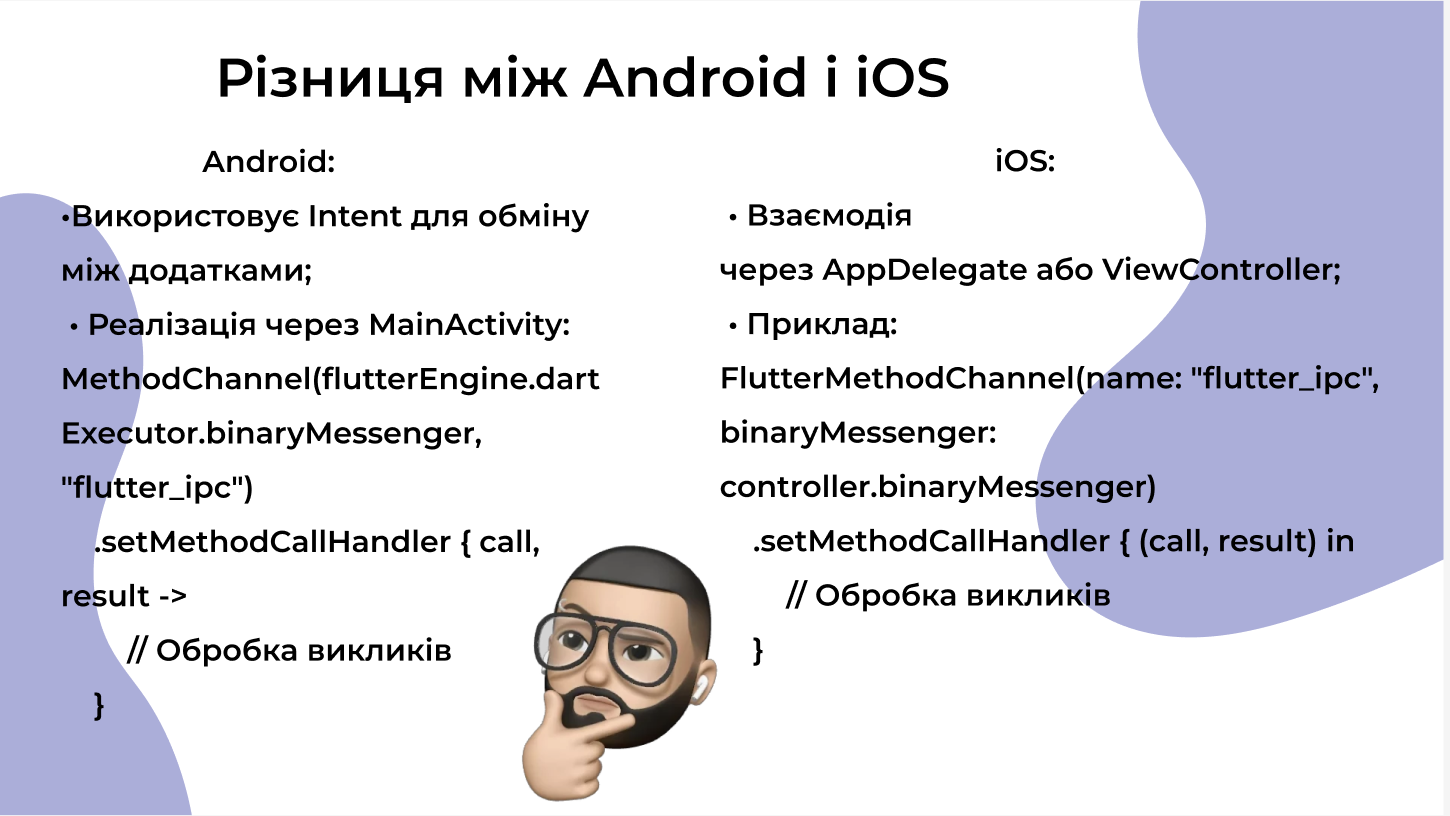 Різниця між Android і iOS
Android:
•Використовує Intent для обміну
між додатками;
• Реалізація через MainActivity:
MethodChannel(flutterEngine.dart
Executor.binaryMessenger,
"flutter_ipc")
.setMethodCallHandler { call,
result ->
// Обробка викликів
}
iOS:
• Взаємодія
через AppDelegate або ViewController;
• Приклад:
FlutterMethodChannel(name: "flutter_ipc",
binaryMessenger:
controller.binaryMessenger)
.setMethodCallHandler { (call, result) in
// Обробка викликів
}